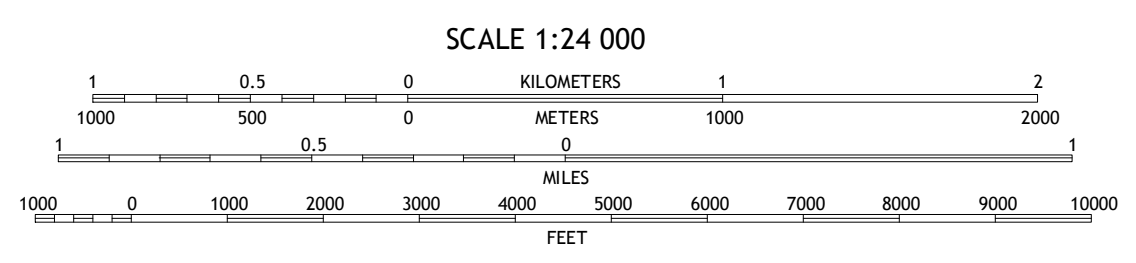 SCALE 1:24 000
1 0.5 0 KILOMETERS 1 2
1000 500 0 METERS 1000 2000
1 0.5 0 1
MILES
1000 0 1000 2000 3000 4000 5000 6000 7000 8000 9000 10000
FEET